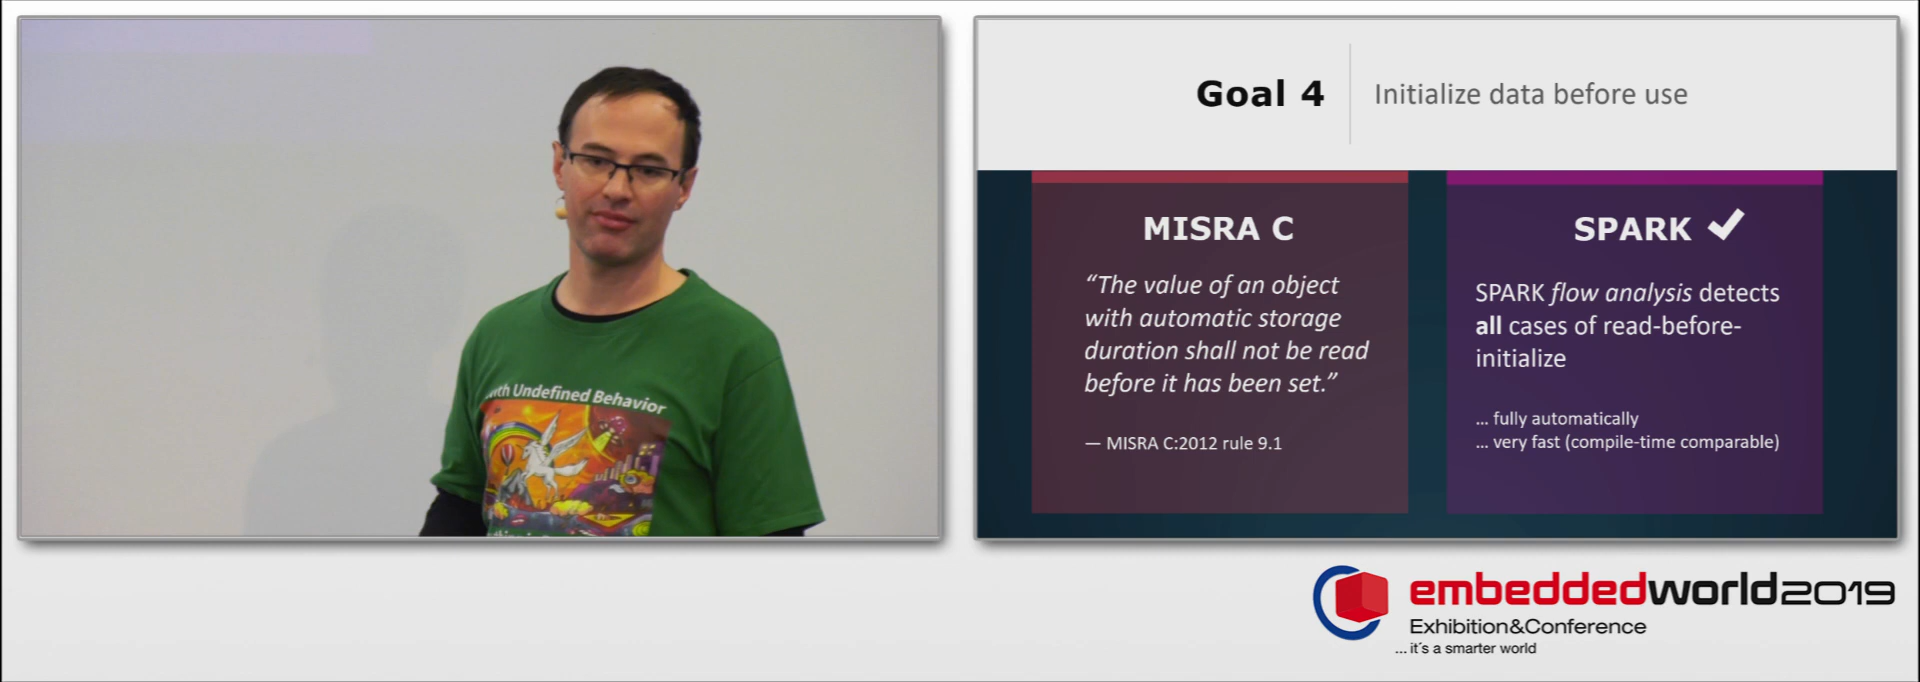 Undefined Behavior
Goal 4
Initialize data before use
MISRA C
“The value of an object
with automatic storage
duration shall not be read
before it has been set.”
— MISRA C:2012 rule 9.1
SPARK ✓
SPARK flow analysis detects
all cases of read-before-
initialize
... fully automatically
... very fast (compile-time comparable)
embeddedworld2019
Exhibition&Conference
... it´s a smarter world